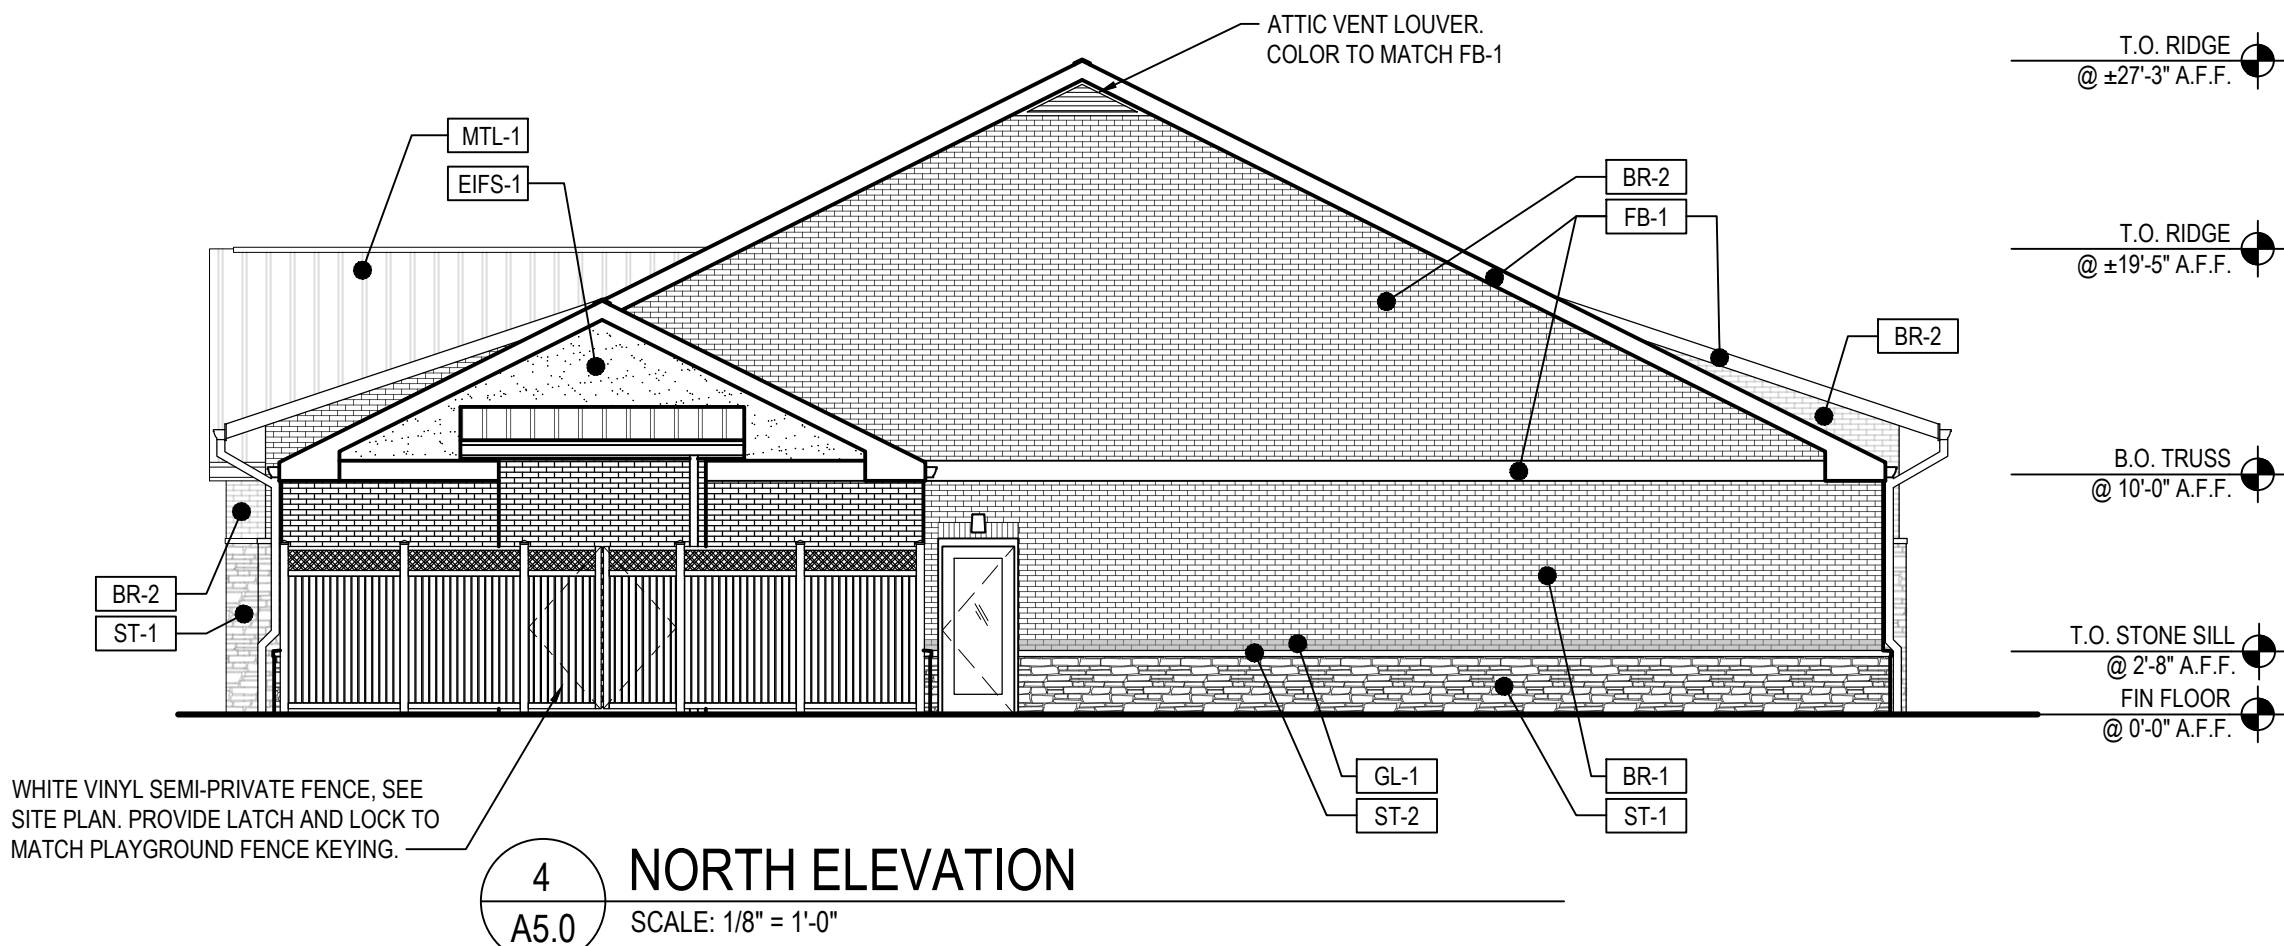 ATTIC VENT LOUVER.
COLOR TO MATCH FB-1
T.O. RIDGE
@ ±27'-3" A.F.F.
MTL-1
EIFS-1
BR-2
FB-1
T.O. RIDGE
@ ±19'-5" A.F.F.
BR-2
B.O. TRUSS
@ 10'-0" A.F.F.
BR-2
ST-1
T.O. STONE SILL
@ 2'-8" A.F.F.
FIN FLOOR
@ 0'-0" A.F.F.
GL-1
ST-2
BR-1
ST-1
WHITE VINYL SEMI-PRIVATE FENCE, SEE
SITE PLAN. PROVIDE LATCH AND LOCK TO
MATCH PLAYGROUND FENCE KEYING.
4
A5.0
NORTH ELEVATION
SCALE: 1/8" = 1'-0"